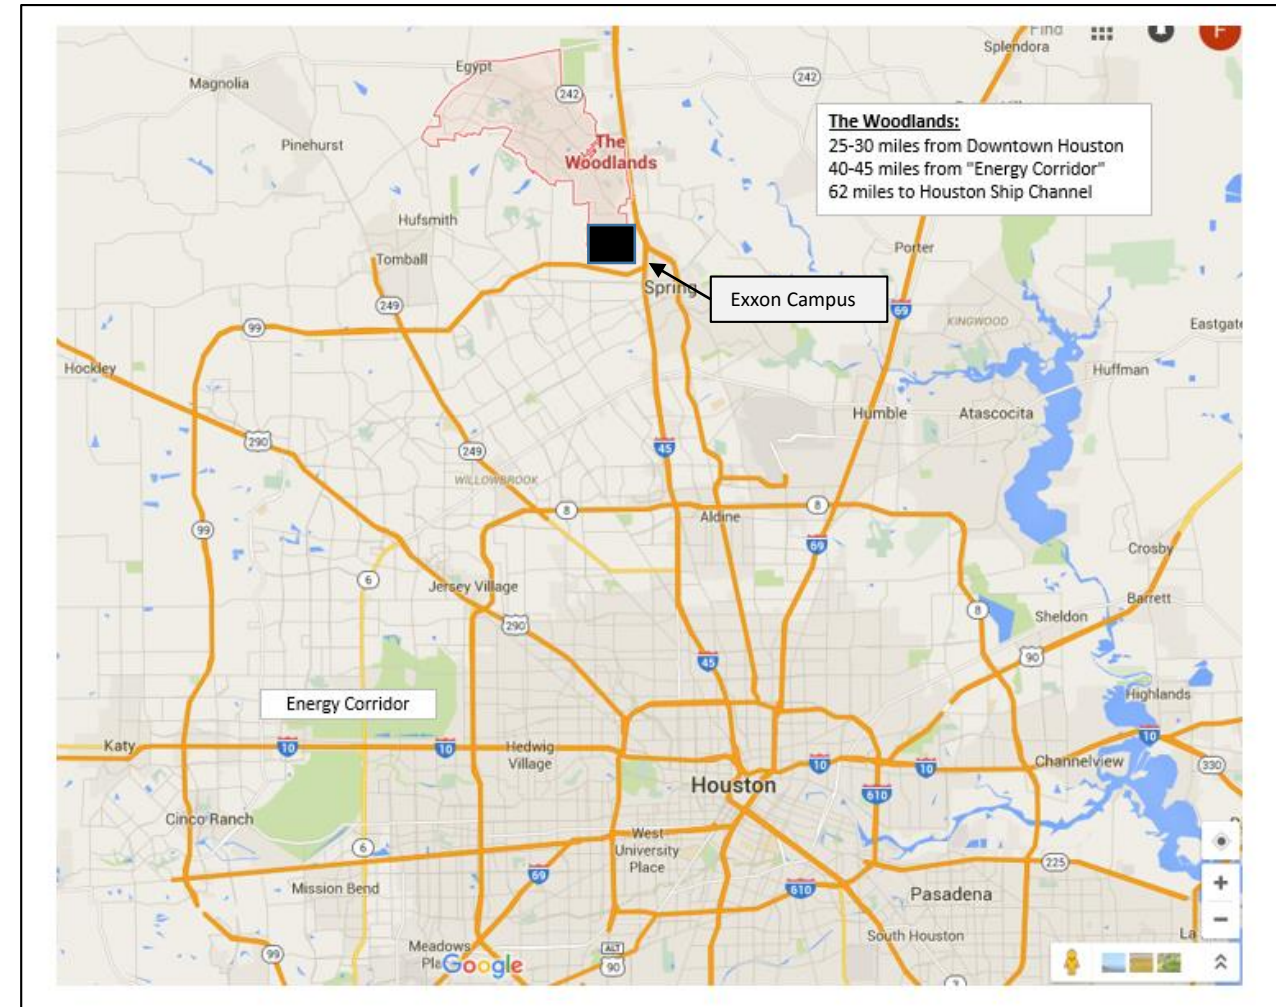 Find
F
Splendora
Egypt
Magnolia
242
242
The Woodlands:
25-30 miles from Downtown Houston
40-45 miles from "Energy Corridor"
62 miles to Houston Ship Channel
Pinehurst
The
Woodlands
Hufsmith
Porter
Tomball
Spring
Exxon Campus
249
69
KINGWOOD
Eastgate
99
Hockley
Huffman
Humble
Atascocita
290
45
249
WILLOWBROOK
8
8
Aldine
99
69
Crosby
6
Jersey Village
Barrett
8
Sheldon
290
90
45
Highlands
Energy Corridor
10
Katy
10
10
Hedwig
Village
10
10
Channelview
330
Houston
610
Cinco Ranch
West
University
Place
6
225
69
610
Mission Bend
Pasadena
South Houston
La
Meadows
Pla
Google
99
ALT
90